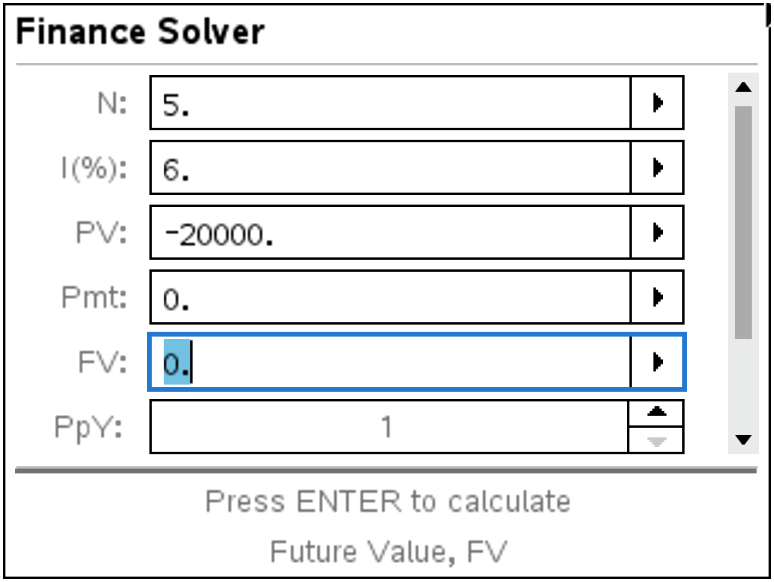 Finance Solver
N: 5.
I(%): 6.
PV: -20000.
Pmt: 0.
FV: 0.
PpY: 1
Press ENTER to calculate
Future Value, FV